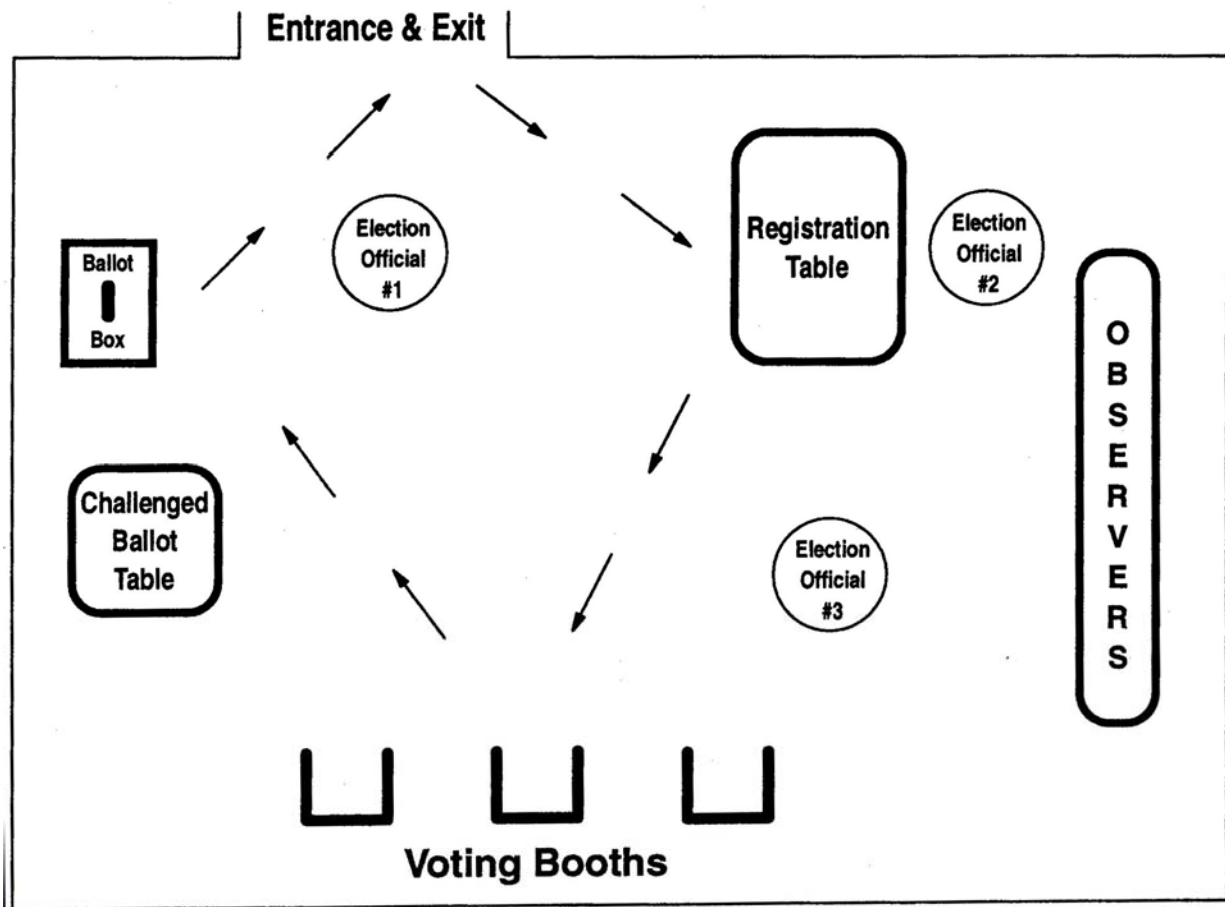 Entrance & Exit
Election
Official
#1
Registration
Table
Election
Official
#2
Ballot
Box
OBSERVERS
Challenged
Ballot
Table
Election
Official
#3
Voting Booths